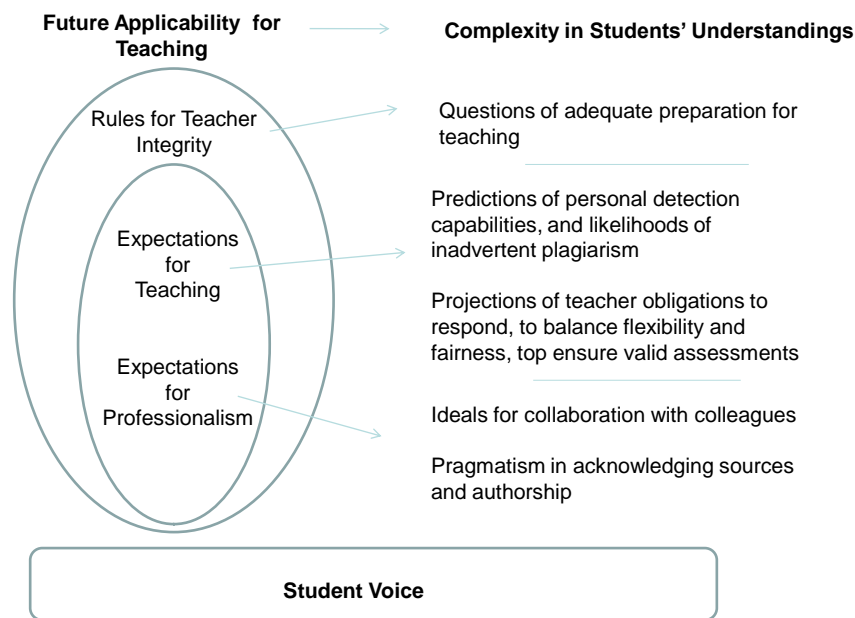 Future Applicability for
Teaching
Complexity in Students' Understandings
Rules for Teacher
Integrity
Questions of adequate preparation for
teaching
Expectations
for
Teaching
Predictions of personal detection
capabilities, and likelihoods of
inadvertent plagiarism
Projections of teacher obligations to
respond, to balance flexibility and
fairness, top ensure valid assessments
Expectations
for
Professionalism
Ideals for collaboration with colleagues
Pragmatism in acknowledging sources
and authorship
Student Voice